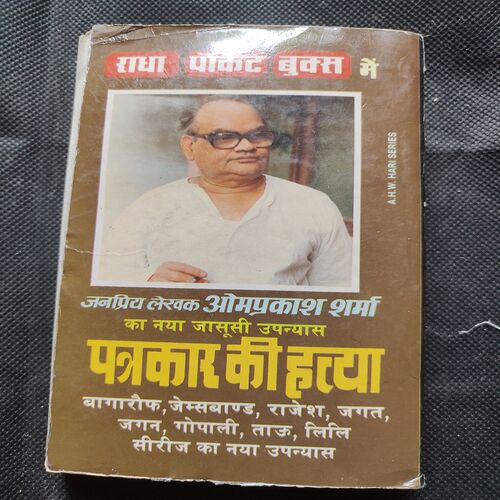 राधा पॉकेट बुक्स में
A.H.W. HARI SERIES
जनप्रिय लेखक ओमप्रकाश शर्मा
का नया जासूसी उपन्यास
पत्रकार की हत्या
बागारौफ, जेम्सबाण्ड, राजेश, जगत,
जगन, गोपाली, ताऊ, लिलि
सीरीज का नया उपन्यास